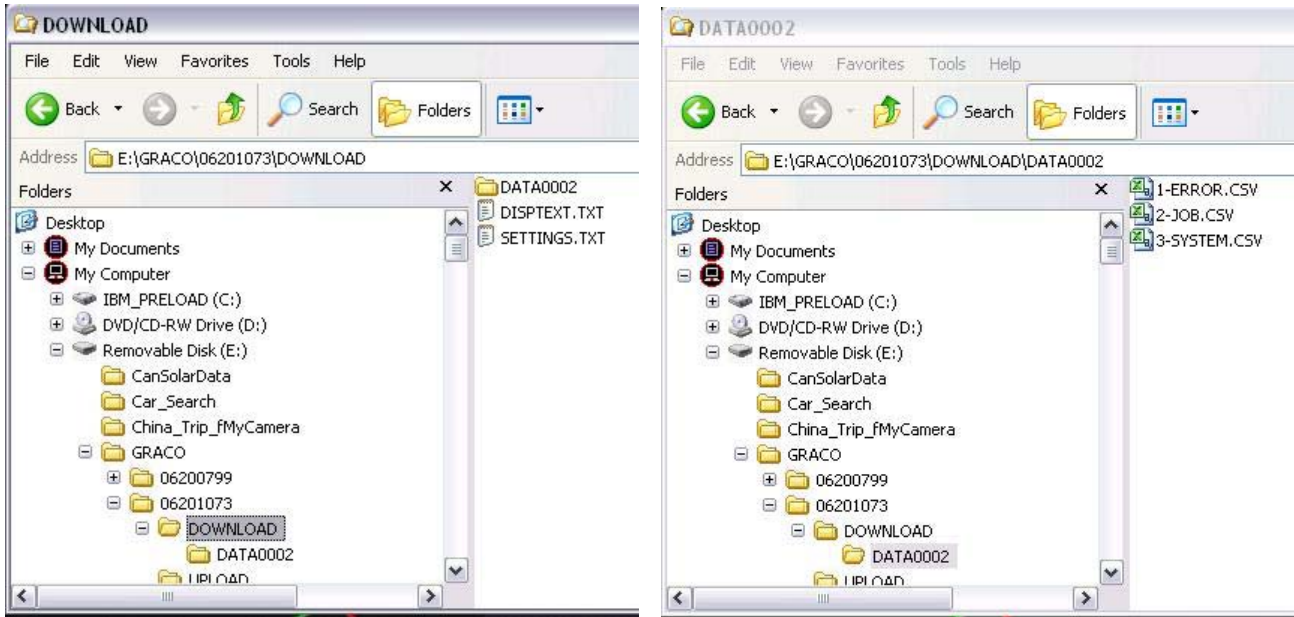 DOWNLOAD
File Edit View Favorites Tools Help
Back Search Folders
Address E:\GRACO\06201073\DOWNLOAD
Folders
Desktop
My Documents
My Computer
IBM_PRELOAD (C:)
DVD/CD-RW Drive (D:)
Removable Disk (E:)
CanSolarData
Car_Search
China_Trip_fMyCamera
GRACO
06200799
06201073
DOWNLOAD
DATA0002
UPLOAD
DATA0002
DISPTEXT.TXT
SETTINGS.TXT
DATA0002
File Edit View Favorites Tools Help
Back Search Folders
Address E:\GRACO\06201073\DOWNLOAD\DATA0002
Folders
Desktop
My Documents
My Computer
IBM_PRELOAD (C:)
DVD/CD-RW Drive (D:)
Removable Disk (E:)
CanSolarData
Car_Search
China_Trip_fMyCamera
GRACO
06200799
06201073
DOWNLOAD
DATA0002
UPLOAD
1-ERROR.CSV
2-JOB.CSV
3-SYSTEM.CSV